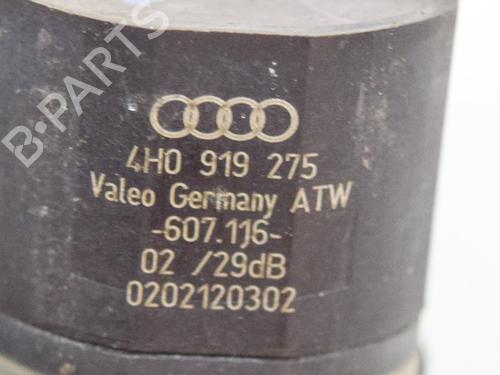 B-PARTS
4H0 919 275
Valeo Germany ATW
-607.116-
02 /29dB
0202120302